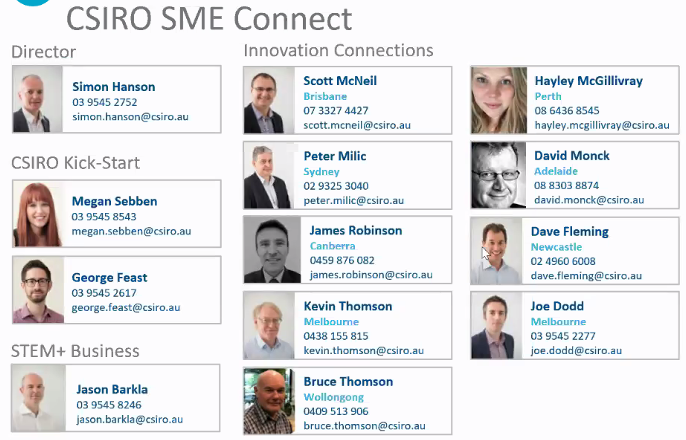 CSIRO SME Connect
Director
Simon Hanson
03 9545 2752
simon.hanson@csiro.au
CSIRO Kick-Start
Megan Sebben
03 9545 8543
megan.sebben@csiro.au
George Feast
03 9545 2617
george.feast@csiro.au
STEM+ Business
Jason Barkla
03 9545 8246
jason.barkla@csiro.au
Innovation Connections
Scott McNeil
Brisbane
07 3327 4427
scott.mcneil@csiro.au
Peter Milic
Sydney
02 9325 3040
peter.milic@csiro.au
James Robinson
Canberra
0459 876 082
james.robinson@csiro.au
Kevin Thomson
Melbourne
0438 155 815
kevin.thomson@csiro.au
Bruce Thomson
Wollongong
0409 513 906
bruce.thomson@csiro.au
Hayley McGillivray
Perth
08 6436 8545
hayley.mcgillivray@csiro.au
David Monck
Adelaide
08 8303 8874
david.monck@csiro.au
Dave Fleming
Newcastle
02 4960 6008
dave.fleming@csiro.au
Joe Dodd
Melbourne
03 9545 2277
joe.dodd@csiro.au